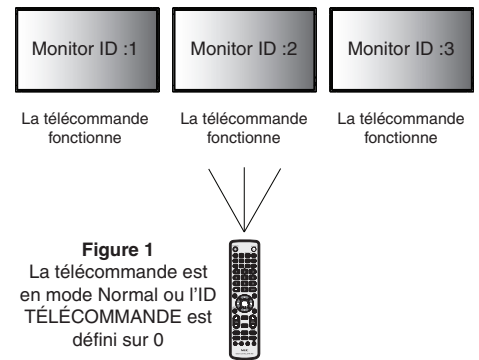 Monitor ID :1
Monitor ID :2
Monitor ID :3
La télécommande
fonctionne
La télécommande
fonctionne
La télécommande
fonctionne
Figure 1
La télécommande est
en mode Normal ou l’ID
TÉLÉCOMMANDE est
défini sur 0